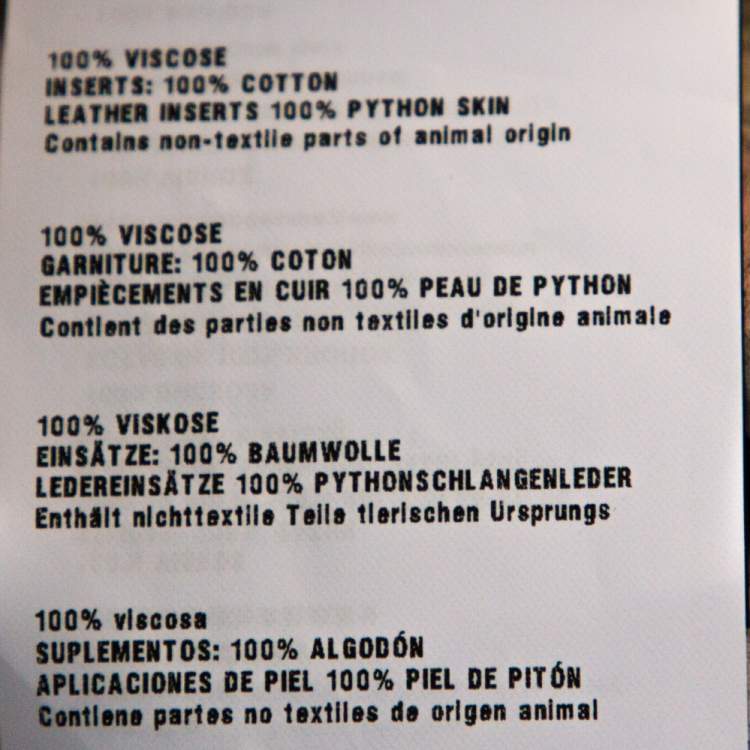 100% VISCOSE
INSERTS: 100% COTTON
LEATHER INSERTS 100% PYTHON SKIN
Contains non-textile parts of animal origin
100% VISCOSE
GARNITURE: 100% COTON
EMPIÈCEMENTS EN CUIR 100% PEAU DE PYTHON
Contient des parties non textiles d'origine animale
100% VISKOSE
EINSÄTZE: 100% BAUMWOLLE
LEDEREINSÄTZE 100% PYTHONSCHLANGENLEDER
Enthält nichttextile Teile tierischen Ursprungs
100% viscosa
SUPLEMENTOS: 100% ALGODÓN
APLICACIONES DE PIEL 100% PIEL DE PITÓN
Contiene partes no textiles de origen animal